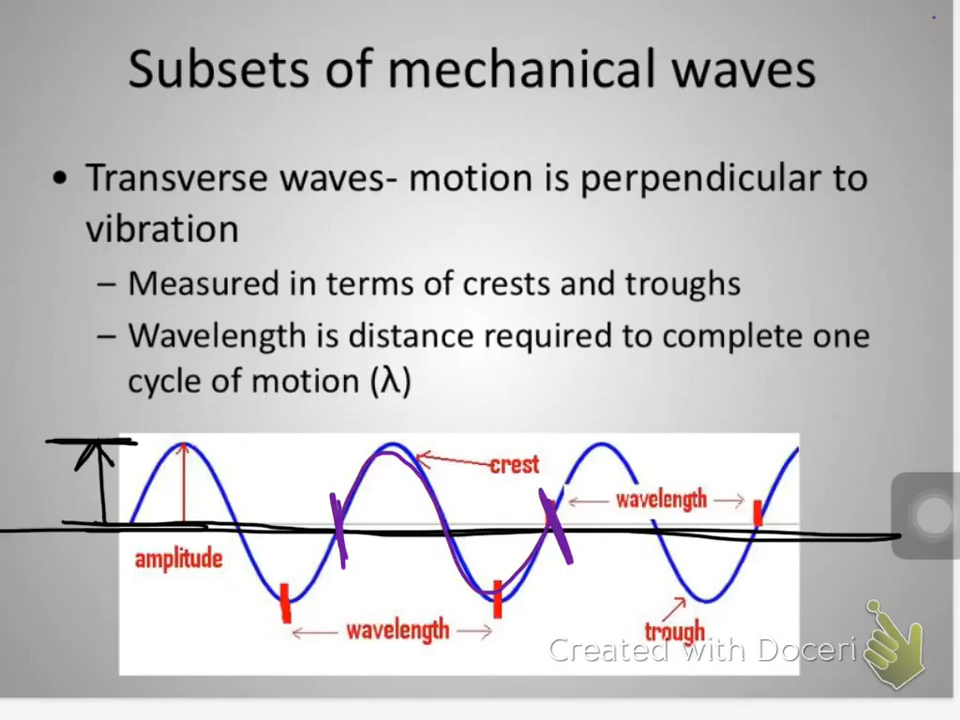 Subsets of mechanical waves
• Transverse waves- motion is perpendicular to
vibration
– Measured in terms of crests and troughs
– Wavelength is distance required to complete one
cycle of motion (λ)
crest
wavelength
amplitude
wavelength
trough
Created with Doceri